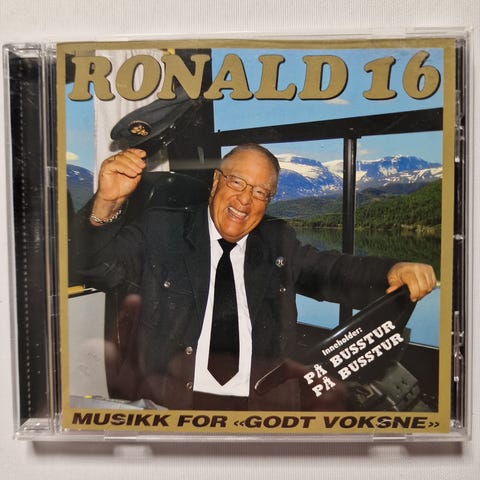 RONALD 16
Inneholder:
PÅ BUSSTUR
PÅ BUSSTUR
MUSIKK FOR «GODT VOKSNE»